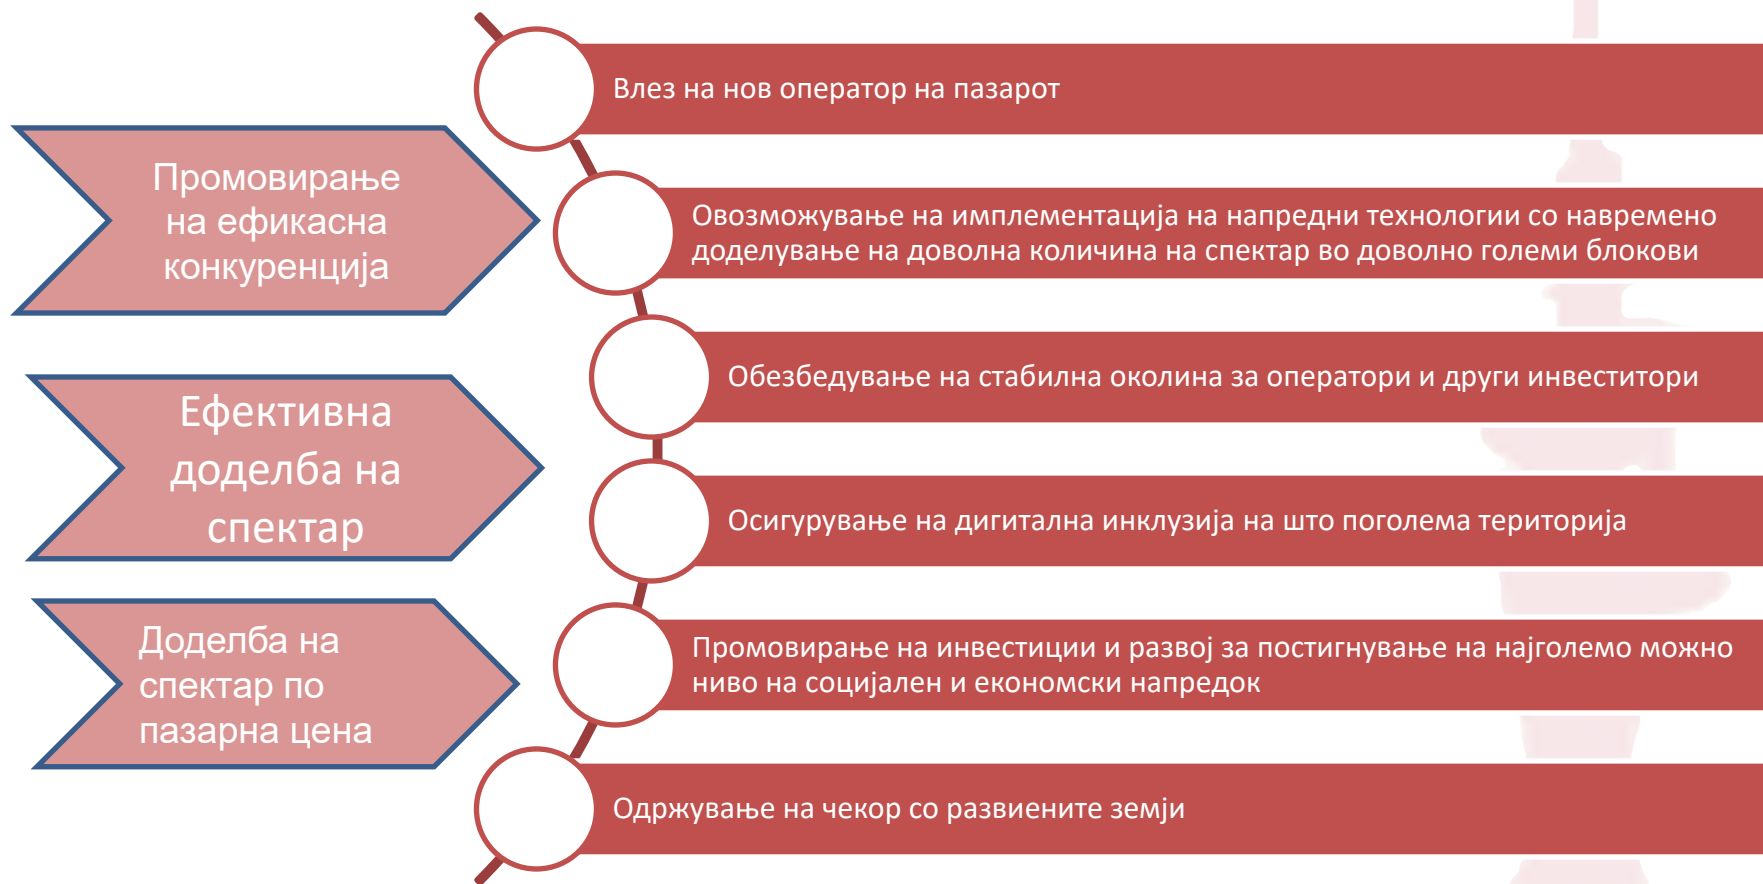 Промовирање
на ефикасна
конкуренција
Ефективна
доделба на
спектар
Доделба на
спектар по
пазарна цена
Влез на нов оператор на пазарот
Овозможување на имплементација на напредни технологии со навремено
доделување на доволна количина на спектар во доволно големи блокови
Обезбедување на стабилна околина за оператори и други инвеститори
Осигурување на дигитална инклузија на што поголема територија
Промовирање на инвестиции и развој за постигнување на најголемо можно
ниво на социјален и економски напредок
Одржување на чекор со развиените земји